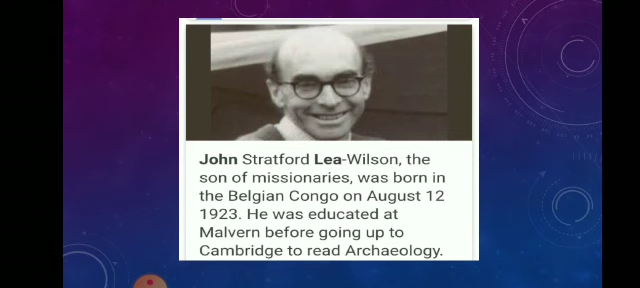 John Stratford Lea-Wilson, the
son of missionaries, was born in
the Belgian Congo on August 12
1923. He was educated at
Malvern before going up to
Cambridge to read Archaeology.